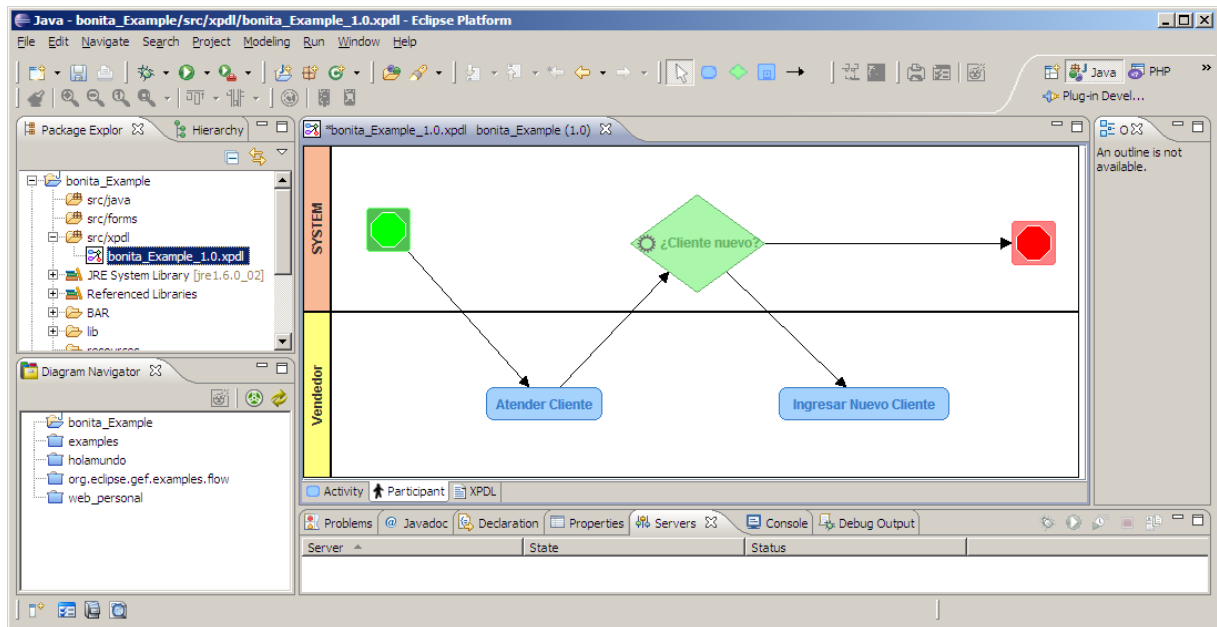 Java - bonita_Example/src/xpdl/bonita_Example_1.0.xpdl - Eclipse Platform
File Edit Navigate Search Project Modeling Run Window Help
Java PHP »
Plug-in Devel...
Package Explor Hierarchy
bonita_Example
src/java
src/forms
src/xpdl
bonita_Example_1.0.xpdl
JRE System Library [jre1.6.0_02]
Referenced Libraries
BAR
lib
resources
Diagram Navigator
bonita_Example
examples
holamundo
org.eclipse.gef.examples.flow
web_personal
*bonita_Example_1.0.xpdl bonita_Example (1.0)
SYSTEM
¿Cliente nuevo?
Vendedor
Atender Cliente
Ingresar Nuevo Cliente
Activity Participant XPDL
O
An outline is not
available.
Problems @ Javadoc Declaration Properties Servers Console Debug Output
Server State Status